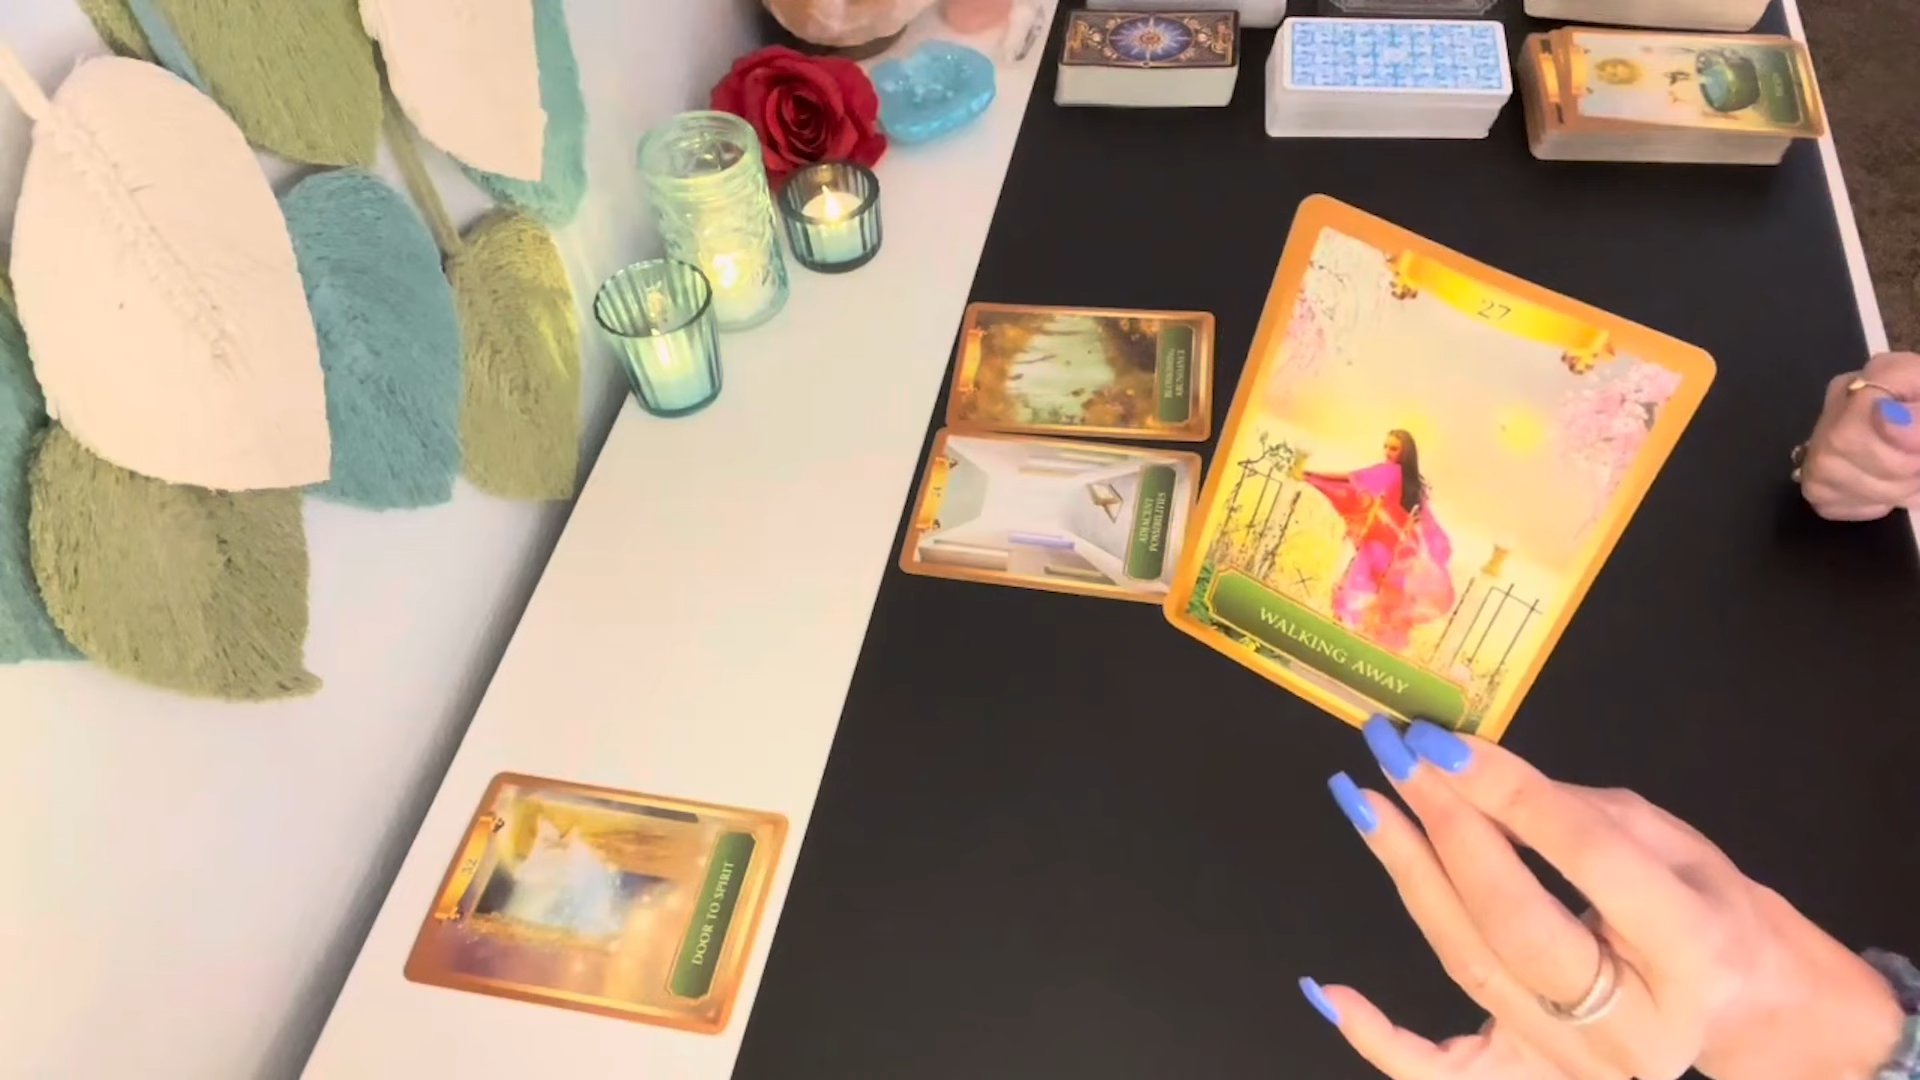 27
WALKING AWAY
BLOSSOMING
ABUNDANCE
ADJACENT
POSSIBILITIES
32
DOOR TO SPIRIT